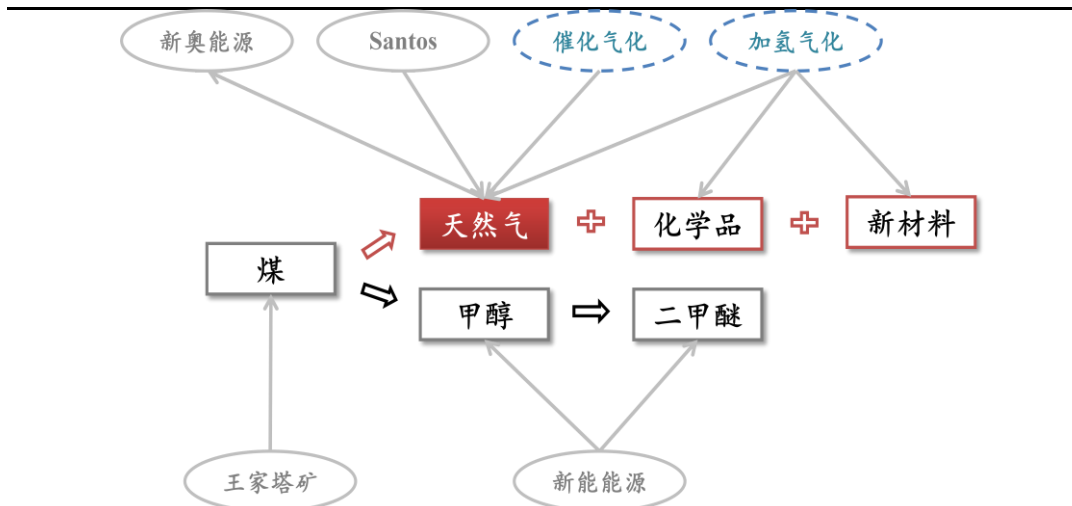 新奥能源
Santos
催化气化
加氢气化
天然气
化学品
新材料
煤
甲醇
二甲醚
王家塔矿
新能能源